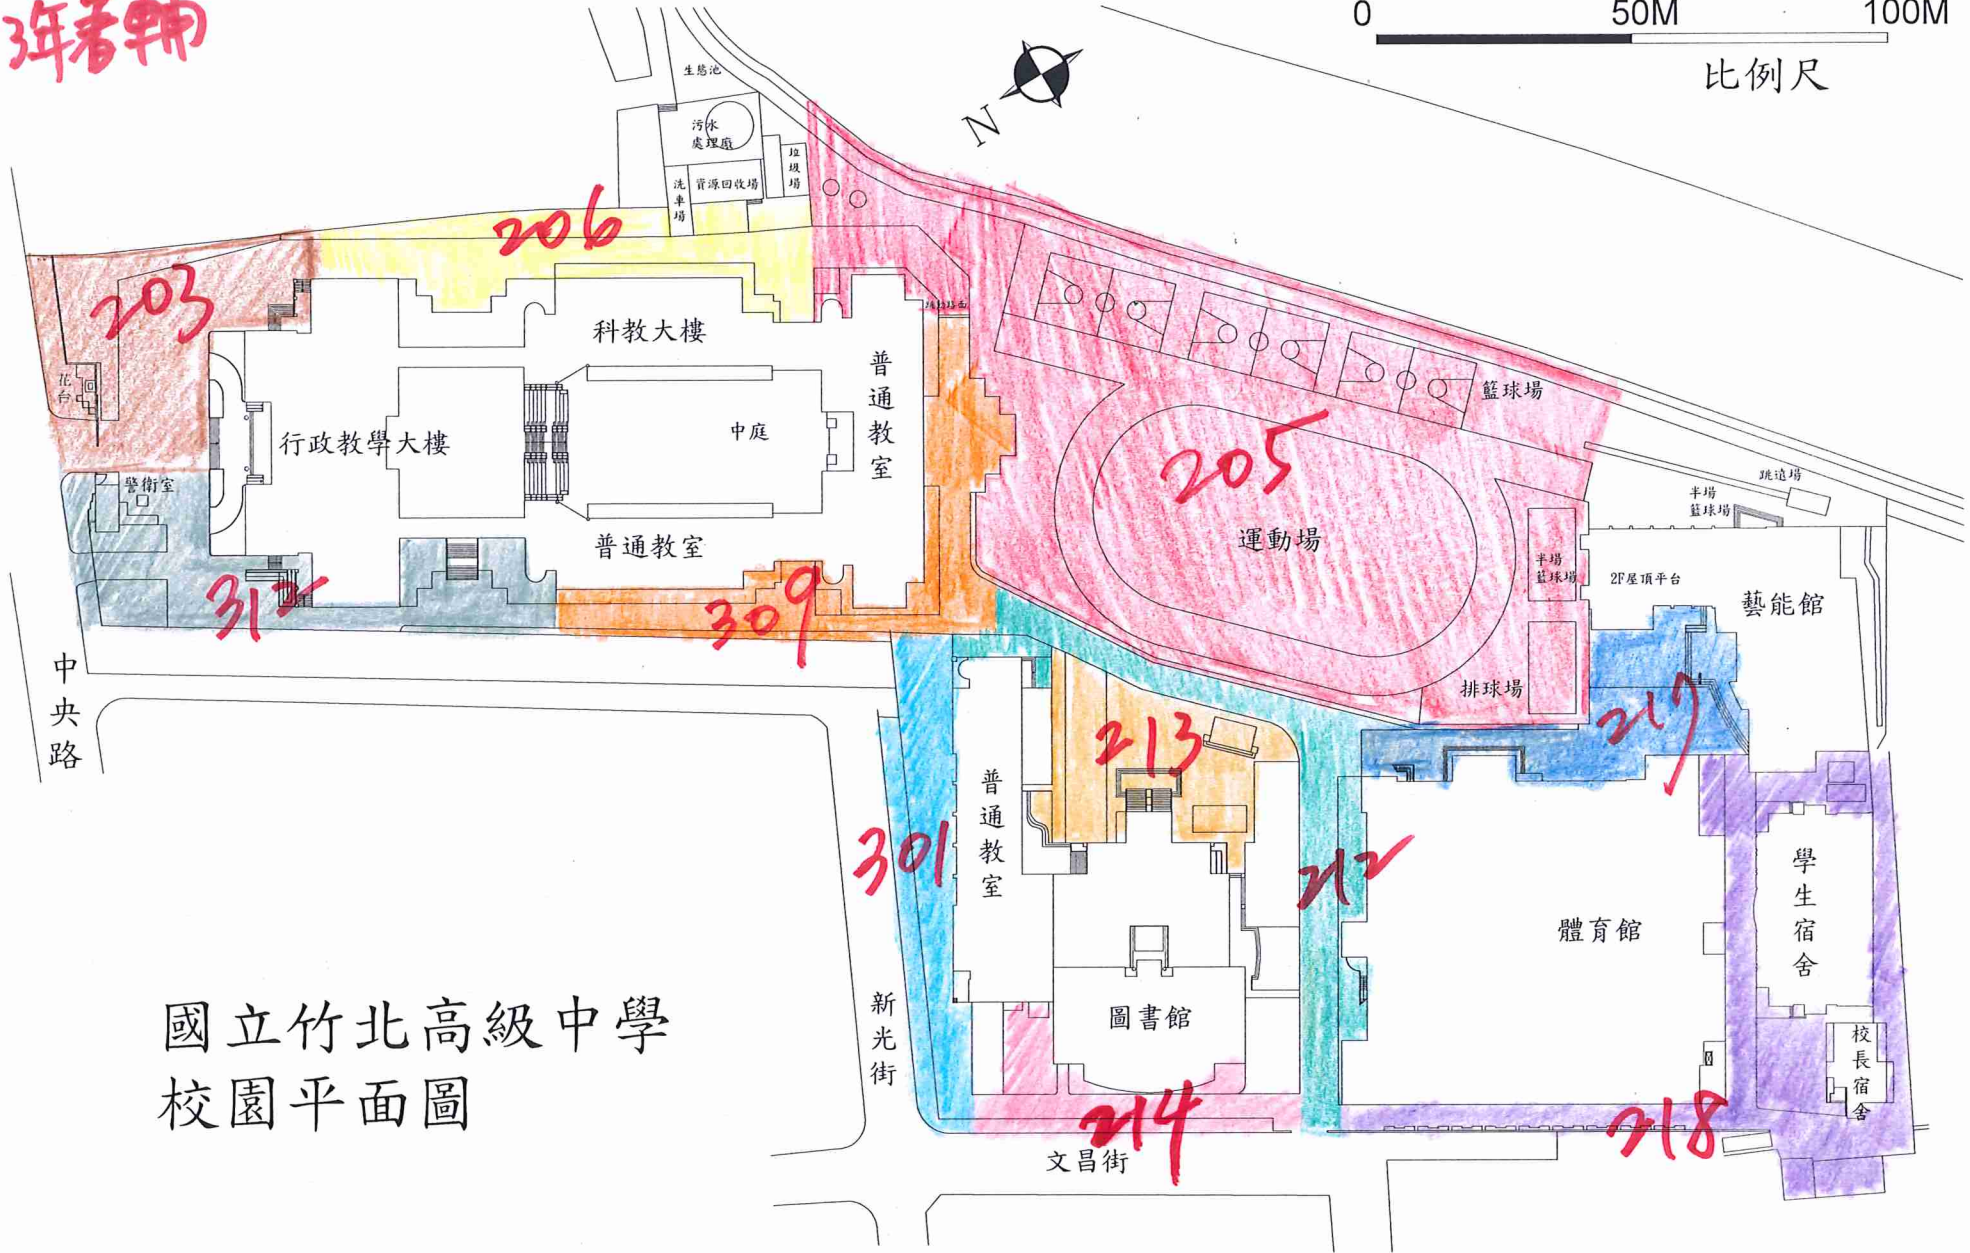 3年暑輔
0 50M 100M
比例尺
N
生態池
污水
處理廠
垃圾場
洗車場
資源回收場
206
203
科教大樓
普通教室
籃球場
花台
行政教學大樓
中庭
205
運動場
跳遠場
半場
籃球場
警衛室
普通教室
半場
籃球場
2F屋頂平台
藝能館
312
309
中央路
排球場
217
213
普通教室
301
212
學生宿舍
體育館
圖書館
新光街
校長宿舍
國立竹北高級中學
校園平面圖
214
218
文昌街